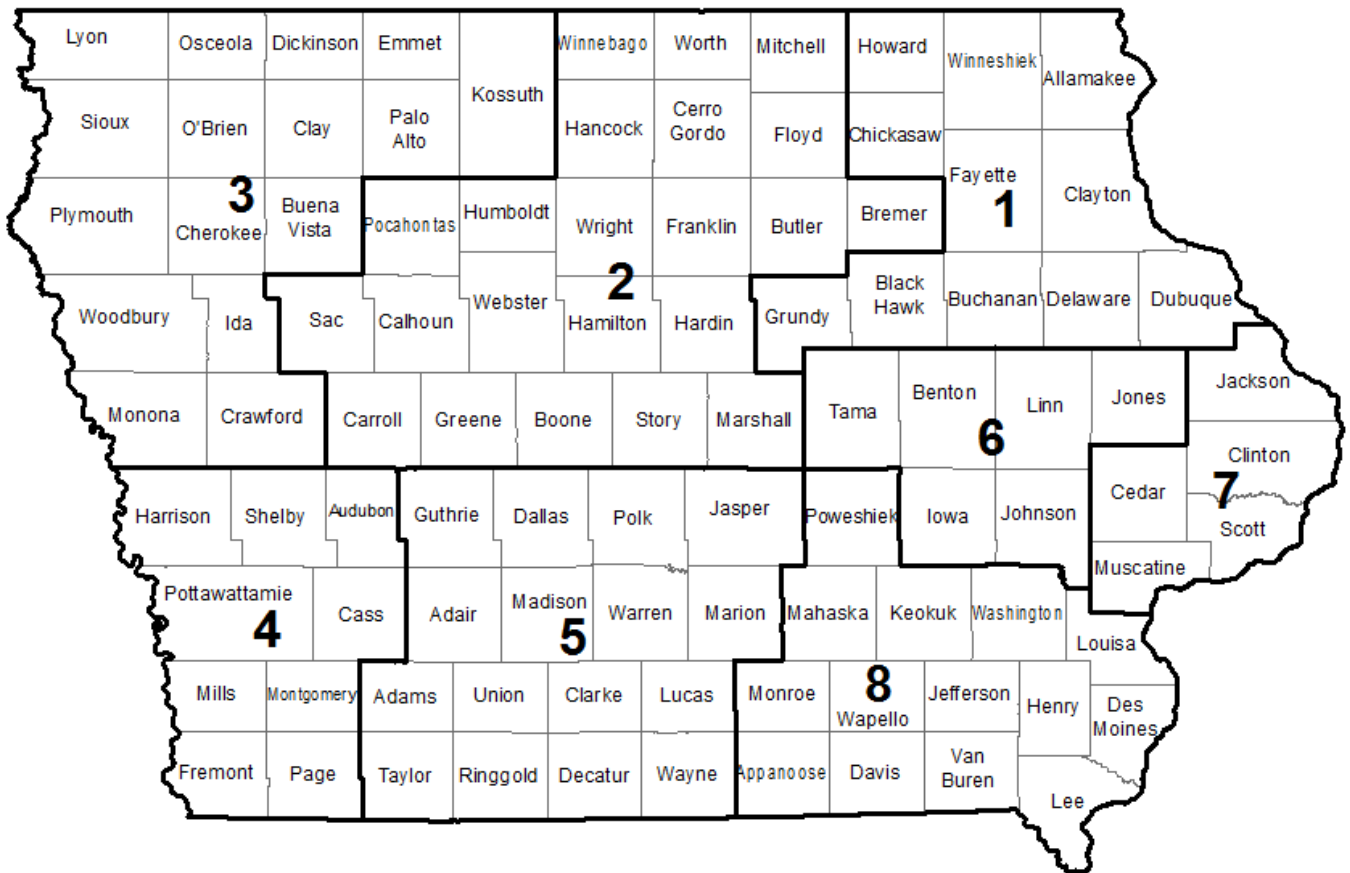 Lyon
Osceola
Dickinson
Emmet
Kossuth
Winnebago
Worth
Mitchell
Howard
Winneshiek
Allamakee
Sioux
O'Brien
Clay
Palo
Alto
Hancock
Cerro
Gordo
Floyd
Chickasaw
Fayette
1
Clayton
Plymouth
3
Cherokee
Buena
Vista
Pocahontas
Humboldt
Wright
Franklin
Butler
Bremer
Woodbury
Ida
Sac
Calhoun
Webster
2
Hamilton
Hardin
Grundy
Black
Hawk
Buchanan
Delaware
Dubuque
Monona
Crawford
Carroll
Greene
Boone
Story
Marshall
Tama
Benton
Linn
6
Jones
Jackson
Clinton
7
Harrison
Shelby
Audubon
Guthrie
Dallas
Polk
Jasper
Poweshiek
Iowa
Johnson
Cedar
Scott
Muscatine
Pottawattamie
4
Cass
Adair
Madison
5
Warren
Marion
Mahaska
Keokuk
Washington
Louisa
Mills
Montgomery
Adams
Union
Clarke
Lucas
Monroe
8
Wapello
Jefferson
Henry
Des
Moines
Fremont
Page
Taylor
Ringgold
Decatur
Wayne
Appanoose
Davis
Van
Buren
Lee